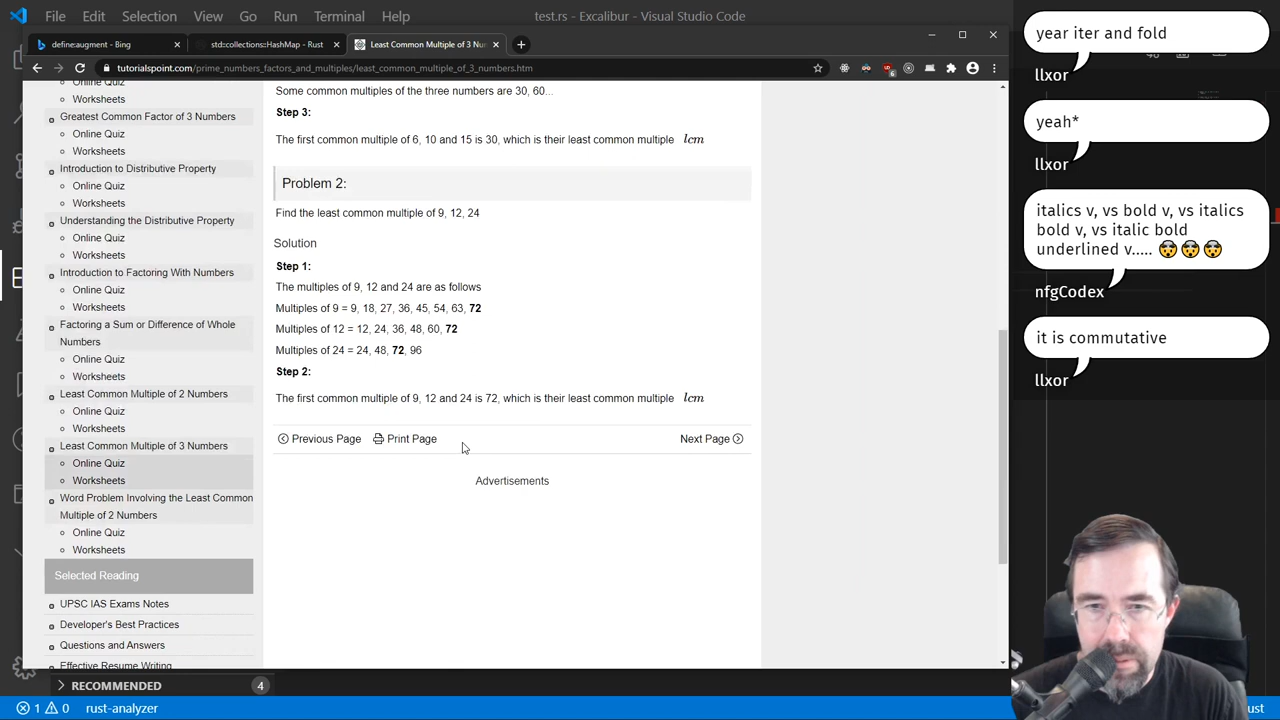 File Edit Selection View Go Run Terminal Help
test.rs - Excalibur - Visual Studio Code
define:augment - Bing
std::collections::HashMap - Rust
Least Common Multiple of 3 Nu
tutorialspoint.com/prime_numbers_factors_and_multiples/least_common_multiple_of_3_numbers.htm
Online Quiz
Worksheets
Greatest Common Factor of 3 Numbers
Online Quiz
Worksheets
Introduction to Distributive Property
Online Quiz
Worksheets
Understanding the Distributive Property
Online Quiz
Worksheets
Introduction to Factoring With Numbers
Online Quiz
Worksheets
Factoring a Sum or Difference of Whole
Numbers
Online Quiz
Worksheets
Least Common Multiple of 2 Numbers
Online Quiz
Worksheets
Least Common Multiple of 3 Numbers
Online Quiz
Worksheets
Word Problem Involving the Least Common
Multiple of 2 Numbers
Online Quiz
Worksheets
Selected Reading
UPSC IAS Exams Notes
Developer's Best Practices
Questions and Answers
Effective Resume Writing
Some common multiples of the three numbers are 30, 60...
Step 3:
The first common multiple of 6, 10 and 15 is 30, which is their least common multiple lcm
Problem 2:
Find the least common multiple of 9, 12, 24
Solution
Step 1:
The multiples of 9, 12 and 24 are as follows
Multiples of 9 = 9, 18, 27, 36, 45, 54, 63, 72
Multiples of 12 = 12, 24, 36, 48, 60, 72
Multiples of 24 = 24, 48, 72, 96
Step 2:
The first common multiple of 9, 12 and 24 is 72, which is their least common multiple lcm
Previous Page Print Page Next Page
Advertisements
RECOMMENDED 4
1 0 rust-analyzer
ust
year iter and fold
llxor
yeah*
llxor
italics v, vs bold v, vs italics
bold v, vs italic bold
underlined v..... 🤯🤯🤯
nfgCodex
it is commutative
llxor